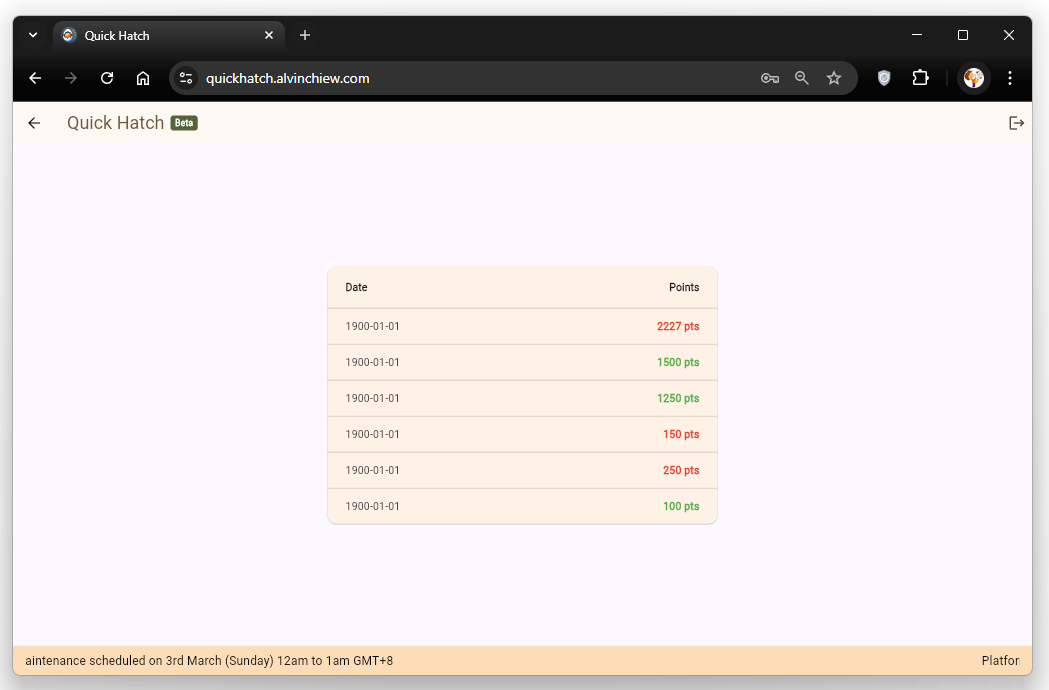 Quick Hatch
quickhatch.alvinchiew.com
Quick Hatch Beta
Date Points
1900-01-01 2227 pts
1900-01-01 1500 pts
1900-01-01 1250 pts
1900-01-01 150 pts
1900-01-01 250 pts
1900-01-01 100 pts
aintenance scheduled on 3rd March (Sunday) 12am to 1am GMT+8 Platfor